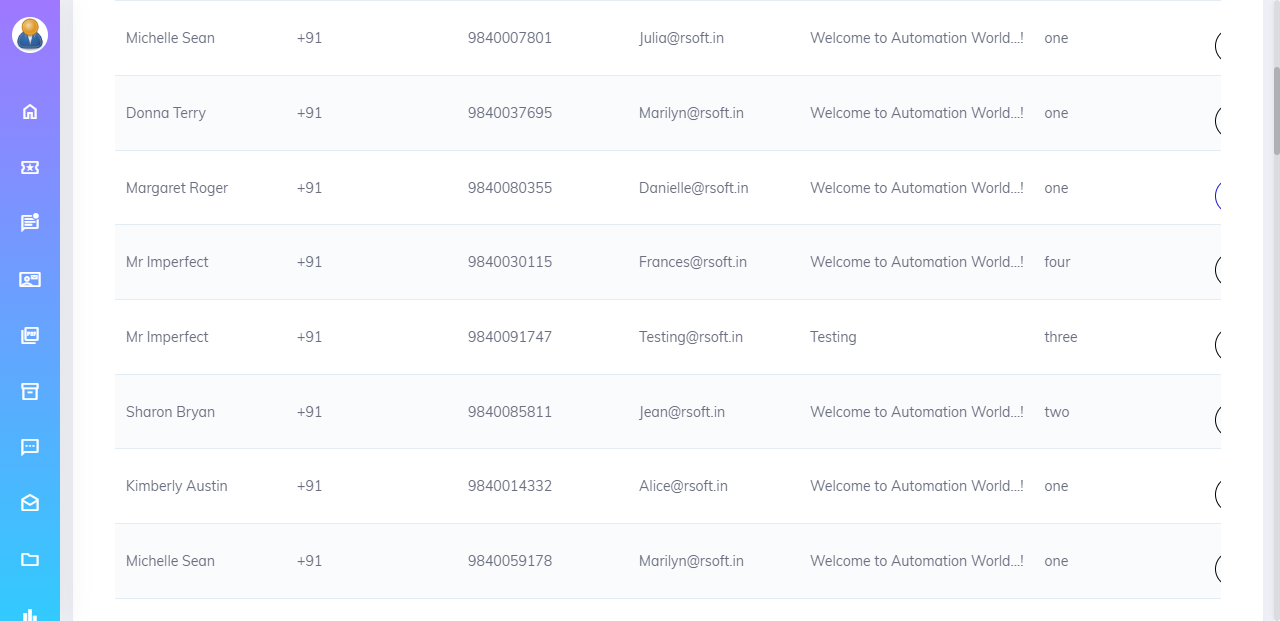 Michelle Sean +91 9840007801 Julia@rsoft.in Welcome to Automation World...! one
Donna Terry +91 9840037695 Marilyn@rsoft.in Welcome to Automation World...! one
Margaret Roger +91 9840080355 Danielle@rsoft.in Welcome to Automation World...! one
Mr Imperfect +91 9840030115 Frances@rsoft.in Welcome to Automation World...! four
Mr Imperfect +91 9840091747 Testing@rsoft.in Testing three
Sharon Bryan +91 9840085811 Jean@rsoft.in Welcome to Automation World...! two
Kimberly Austin +91 9840014332 Alice@rsoft.in Welcome to Automation World...! one
Michelle Sean +91 9840059178 Marilyn@rsoft.in Welcome to Automation World...! one